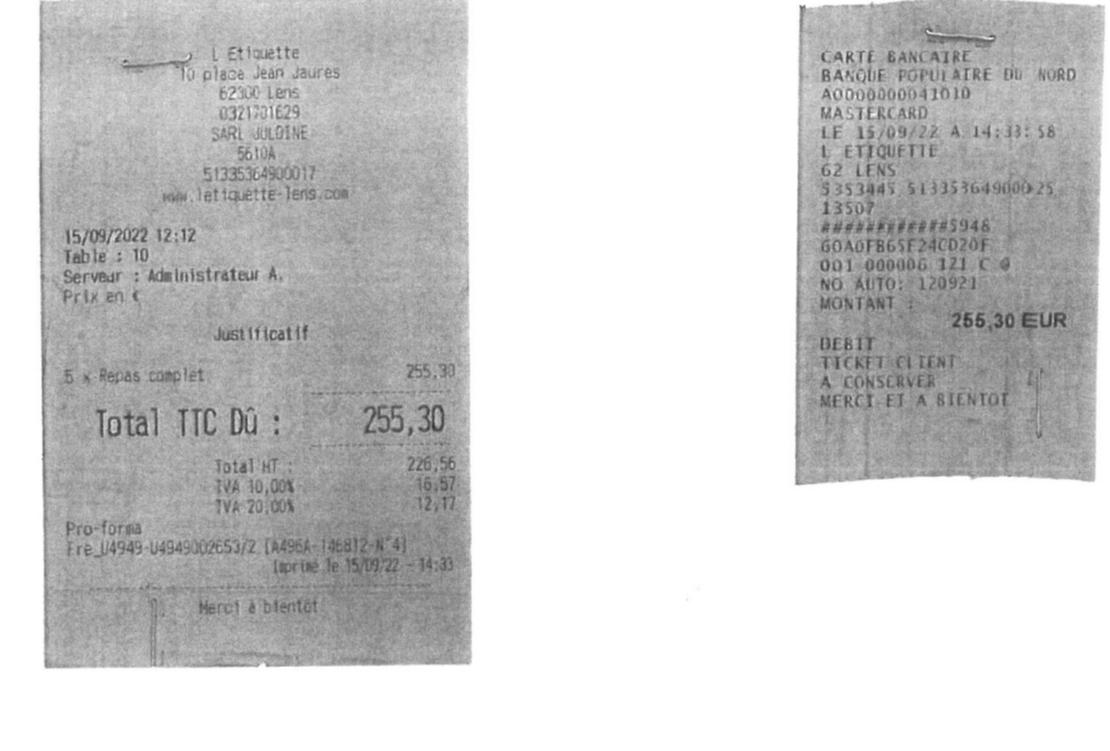 L Etiquette
10 place Jean Jaures
62300 Lens
0321701629
SARL JULOINE
5610A
51335364900017
www.letiquette-lens.com
15/09/2022 12:12
Table : 10
Serveur : Administrateur A.
Prix en €
Justificatif
5 x Repas complet 255,30
Total TTC Dû : 255,30
Total HT : 226,56
TVA 10,00% 16,57
TVA 20,00% 12,17
Pro-forma
Fre_U4949-U4949002653/2 [A496A-146812-N°4]
Imprimé le 15/09/22 - 14:33
Merci à bientôt
CARTE BANCAIRE
BANQUE POPULAIRE DU NORD
A0000000041010
MASTERCARD
LE 15/09/22 A 14:33:58
L ETIQUETTE
62 LENS
5353445 51335364900025
13507
############5948
60A0FB65F24CD20F
001 000006 121 C @
NO AUTO: 120921
MONTANT :
255,30 EUR
DEBIT
TICKET CLIENT
A CONSERVER
MERCI ET A BIENTOT